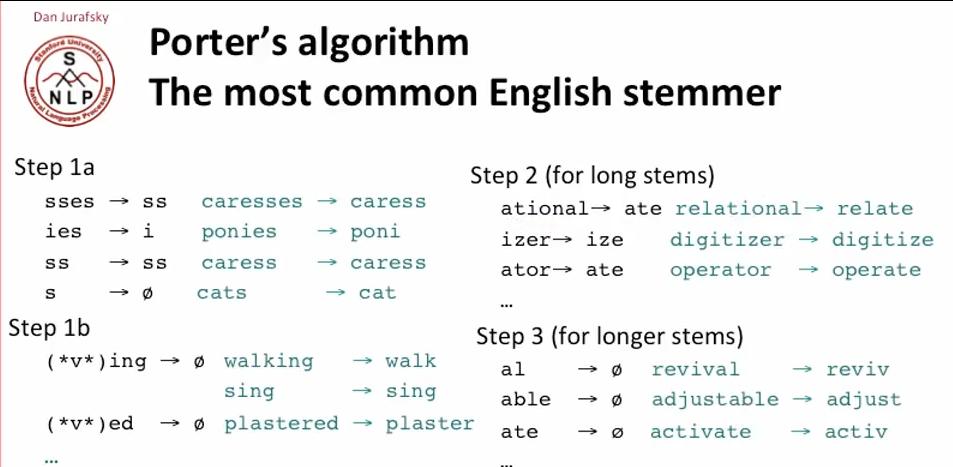 Dan Jurafsky
Stanford University
S
NLP
Natural Language Processing
Porter’s algorithm
The most common English stemmer
Step 1a
sses → ss caresses → caress
ies → i ponies → poni
ss → ss caress → caress
s → ø cats → cat
Step 1b
(*v*)ing → ø walking → walk
sing → sing
(*v*)ed → ø plastered → plaster
…
Step 2 (for long stems)
ational→ ate relational→ relate
izer→ ize digitizer → digitize
ator→ ate operator → operate
…
Step 3 (for longer stems)
al → ø revival → reviv
able → ø adjustable → adjust
ate → ø activate → activ
…